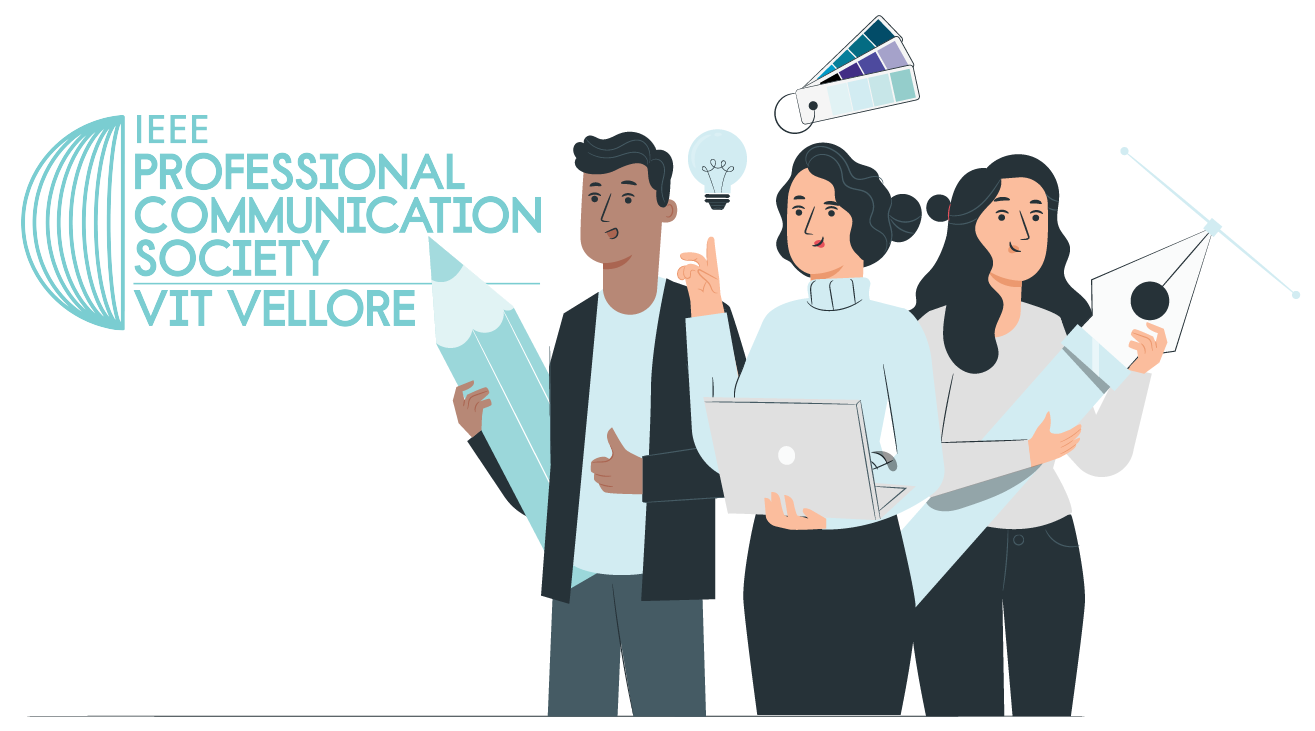 IEEE
PROFESSIONAL
COMMUNICATION
SOCIETY
VIT VELLORE